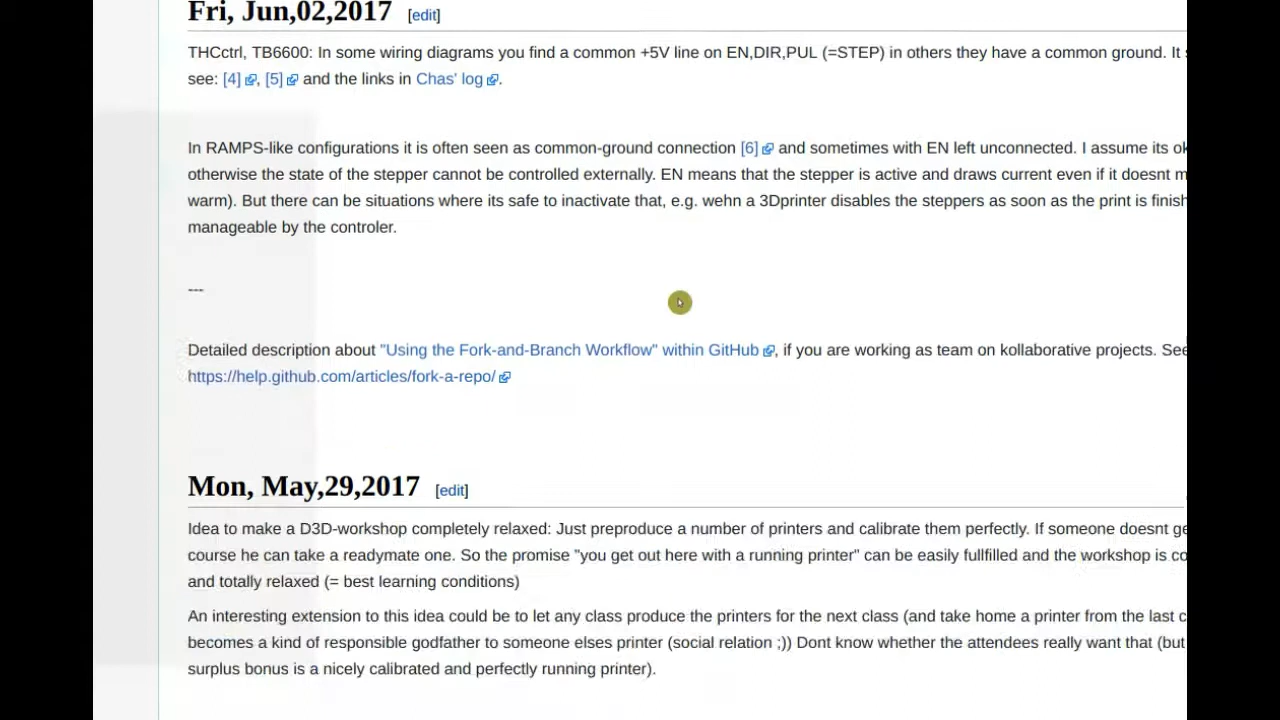 Fri, Jun,02,2017 [edit]
THCctrl, TB6600: In some wiring diagrams you find a common +5V line on EN,DIR,PUL (=STEP) in others they have a common ground. It
see: [4], [5] and the links in Chas' log.
In RAMPS-like configurations it is often seen as common-ground connection [6] and sometimes with EN left unconnected. I assume its
otherwise the state of the stepper cannot be controlled externally. EN means that the stepper is active and draws current even if it doesnt
warm). But there can be situations where its safe to inactivate that, e.g. wehn a 3Dprinter disables the steppers as soon as the print is
manageable by the controler.
---
Detailed description about "Using the Fork-and-Branch Workflow" within GitHub, if you are working as team on kollaborative projects. See
https://help.github.com/articles/fork-a-repo/
Mon, May,29,2017 [edit]
Idea to make a D3D-workshop completely relaxed: Just preproduce a number of printers and calibrate them perfectly. If someone doesnt
course he can take a readymate one. So the promise "you get out here with a running printer" can be easily fullfilled and the workshop is
and totally relaxed (= best learning conditions)
An interesting extension to this idea could be to let any class produce the printers for the next class (and take home a printer from the last
becomes a kind of responsible godfather to someone elses printer (social relation ;)) Dont know whether the attendees really want that (but
surplus bonus is a nicely calibrated and perfectly running printer).